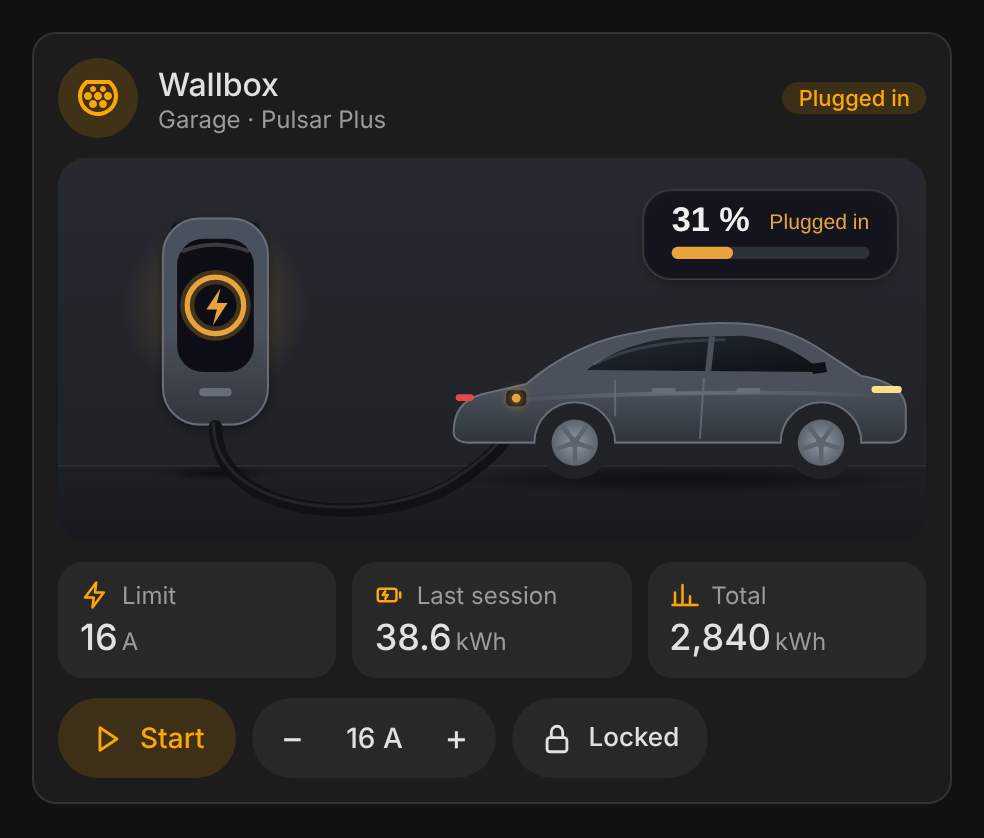 Wallbox
Garage · Pulsar Plus
Plugged in
31 % Plugged in
Limit
16 A
Last session
38.6 kWh
Total
2,840 kWh
Start
− 16 A +
Locked